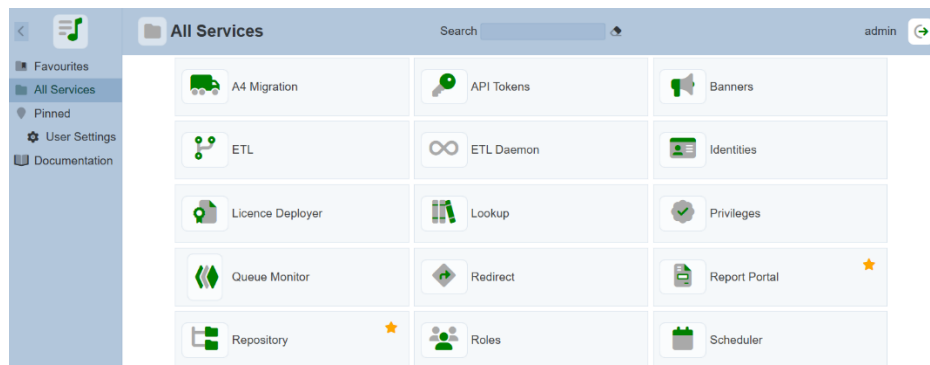 All Services
Search
admin
Favourites
All Services
Pinned
User Settings
Documentation
A4 Migration
API Tokens
Banners
ETL
ETL Daemon
Identities
Licence Deployer
Lookup
Privileges
Queue Monitor
Redirect
Report Portal
Repository
Roles
Scheduler